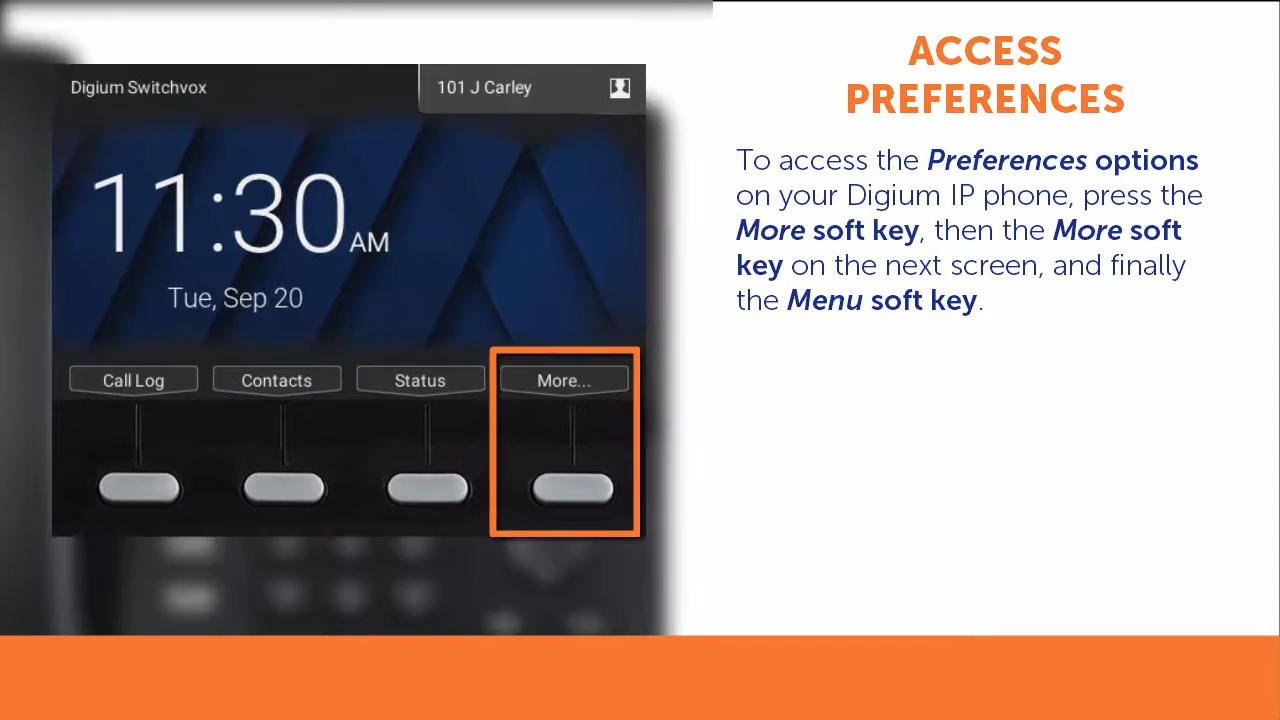 Digium Switchvox
101 J Carley
11:30 AM
Tue, Sep 20
Call Log
Contacts
Status
More...
ACCESS
PREFERENCES
To access the Preferences options
on your Digium IP phone, press the
More soft key, then the More soft
key on the next screen, and finally
the Menu soft key.